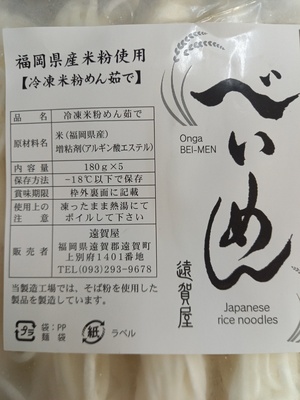 福岡県産米粉使用
【冷凍米粉めん茹で】
品名 冷凍米粉めん茹で
原材料名 米(福岡県産)
増粘剤(アルギン酸エステル)
内容量 180g×5
保存方法 -18℃以下で保存
賞味期限 枠外裏面に記載
使用上の注意 凍ったまま熱湯にて
ボイルして下さい
販売者 遠賀屋
福岡県遠賀郡遠賀町
上別府1401番地
TEL(093)293-9678
当製造工場では、そば粉を使用した
製品を製造しています。
プラ
袋:PP
麺袋
紙
ラベル
べいめん
Onga
BEI-MEN
遠賀屋
Japanese
rice noodles